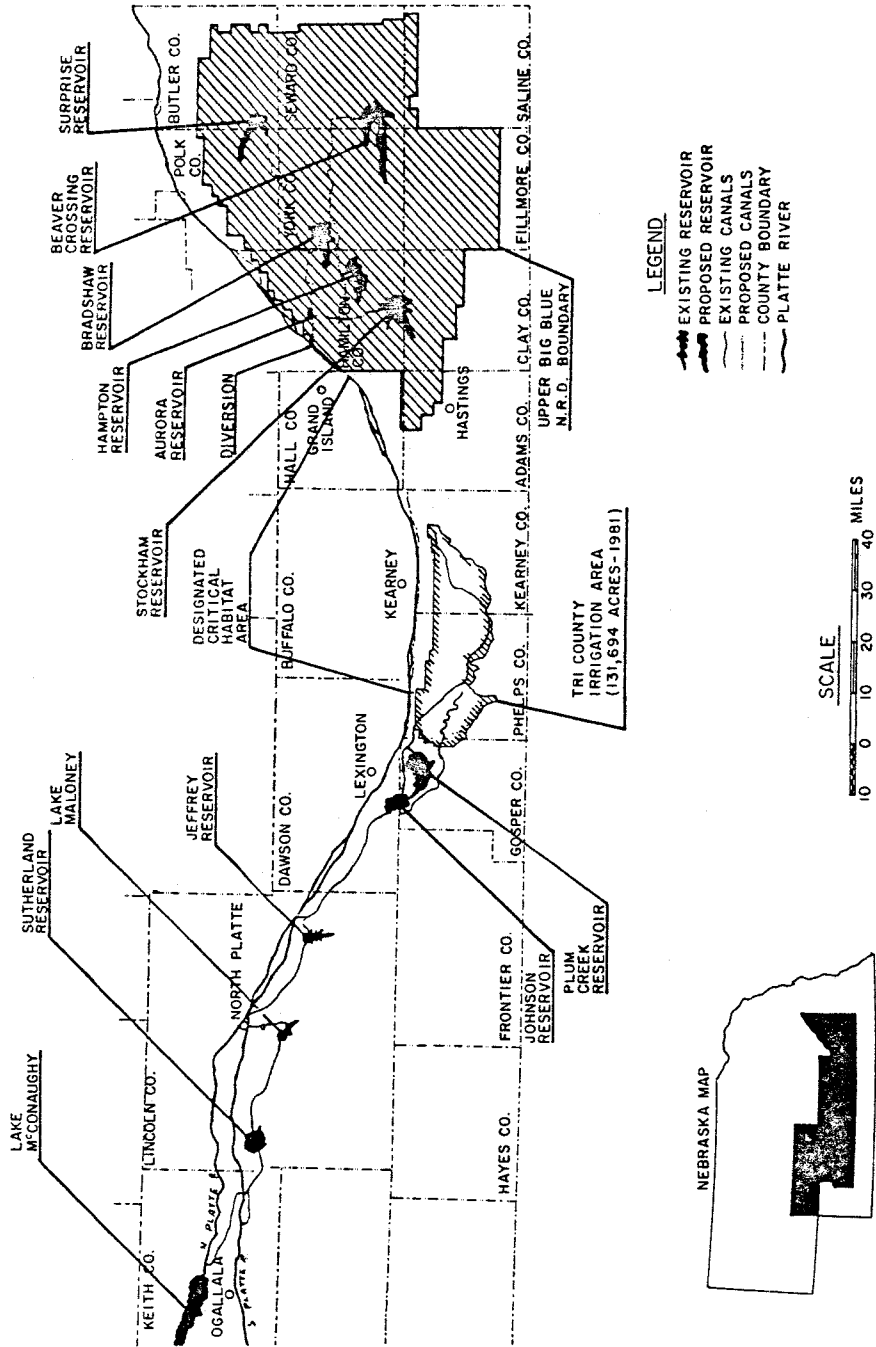 LAKE
McCONAUGHY
SUTHERLAND
RESERVOIR
LAKE
MALONEY
JEFFREY
RESERVOIR
DESIGNATED
CRITICAL
HABITAT
AREA
STOCKHAM
RESERVOIR
DIVERSION
AURORA
RESERVOIR
HAMPTON
RESERVOIR
BRADSHAW
RESERVOIR
BEAVER
CROSSING
RESERVOIR
SURPRISE
RESERVOIR
KEITH CO.
LINCOLN CO.
N PLATTE R
OGALLALA
S PLATTE R
NORTH PLATTE
DAWSON CO.
LEXINGTON
BUFFALO CO.
KEARNEY
HALL CO.
GRAND
ISLAND
HAMILTON
CO.
YORK CO.
POLK
CO.
BUTLER CO.
SEWARD CO.
HASTINGS
HAYES CO.
FRONTIER CO.
GOSPER CO.
PHELPS CO.
KEARNEY CO.
ADAMS CO.
CLAY CO.
FILLMORE CO.
SALINE CO.
JOHNSON
RESERVOIR
PLUM
CREEK
RESERVOIR
TRI COUNTY
IRRIGATION AREA
(131,694 ACRES-1981)
UPPER BIG BLUE
N.R.D. BOUNDARY
NEBRASKA MAP
SCALE
10 0 10 20 30 40 MILES
LEGEND
EXISTING RESERVOIR
PROPOSED RESERVOIR
EXISTING CANALS
PROPOSED CANALS
COUNTY BOUNDARY
PLATTE RIVER